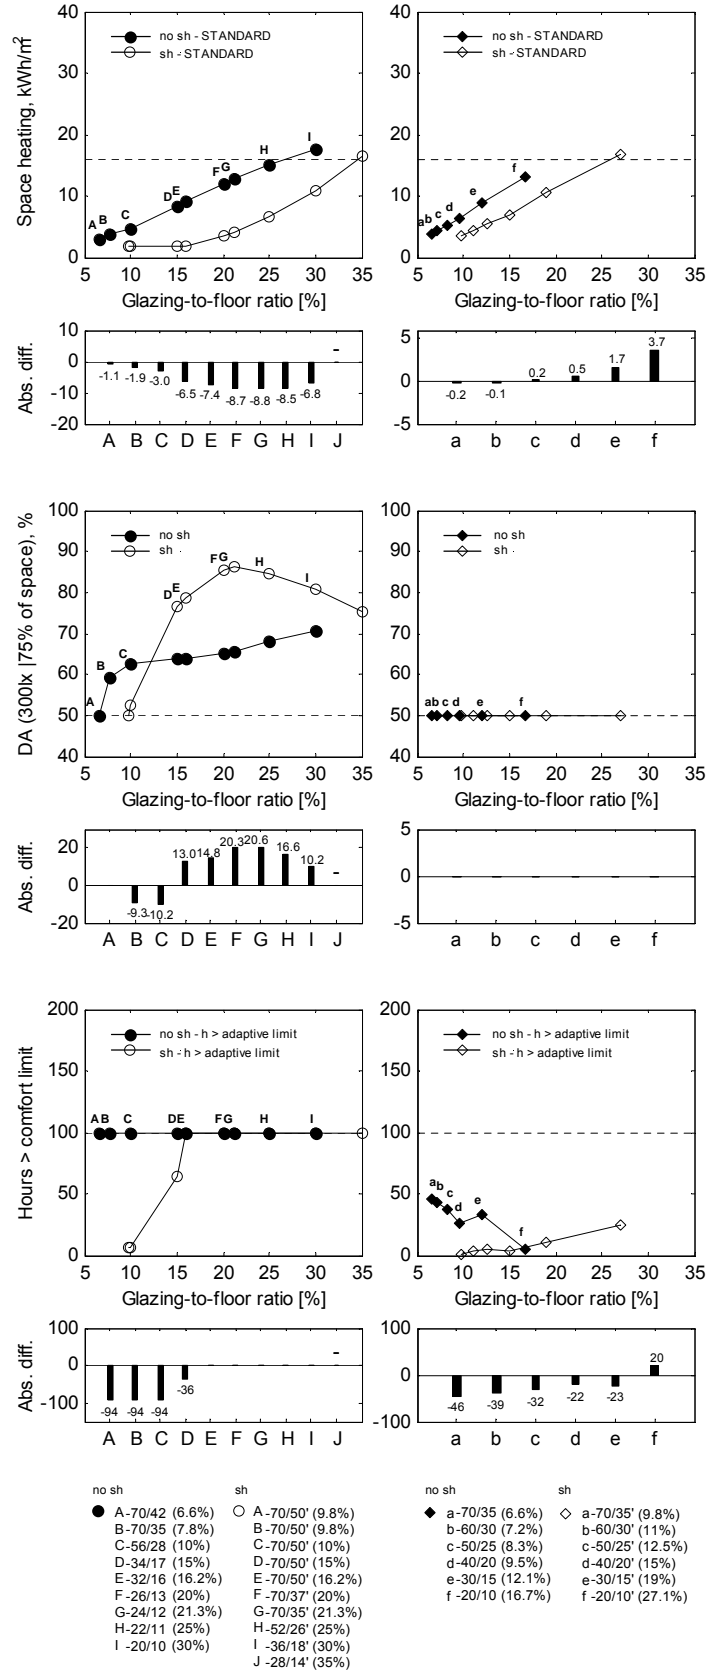 Space heating, kWh/m²
40
30
20
10
0
no sh - STANDARD
sh - STANDARD
A B C D E F G H I
5 10 15 20 25 30 35
Glazing-to-floor ratio [%]
40
30
20
10
0
no sh - STANDARD
sh - STANDARD
a b c d e f
5 10 15 20 25 30 35
Glazing-to-floor ratio [%]
Abs. diff.
10
0
-10
-20
-1.1 -1.9 -3.0 -6.5 -7.4 -8.7 -8.8 -8.5 -6.8 -
A B C D E F G H I J
5
0
-5
-0.2 -0.1 0.2 0.5 1.7 3.7
a b c d e f
DA (300lx |75% of space), %
100
90
80
70
60
50
40
no sh
sh
A B C D E F G H I
5 10 15 20 25 30 35
Glazing-to-floor ratio [%]
100
90
80
70
60
50
40
no sh
sh
a b c d e f
5 10 15 20 25 30 35
Glazing-to-floor ratio [%]
Abs. diff.
20
0
-20
-9.3 -10.2 13.0 14.8 20.3 20.6 16.6 10.2 -
A B C D E F G H I J
5
0
-5
a b c d e f
Hours > comfort limit
200
150
100
50
0
no sh - h > adaptive limit
sh - h > adaptive limit
A B C D E F G H I
5 10 15 20 25 30 35
Glazing-to-floor ratio [%]
200
150
100
50
0
no sh - h > adaptive limit
sh - h > adaptive limit
a b c d e f
5 10 15 20 25 30 35
Glazing-to-floor ratio [%]
Abs. diff.
100
0
-100
-94 -94 -94 -36 -
A B C D E F G H I J
100
0
-100
-46 -39 -32 -22 -23 20
a b c d e f
no sh
A-70/42 (6.6%)
B-70/35 (7.8%)
C-56/28 (10%)
D-34/17 (15%)
E-32/16 (16.2%)
F-26/13 (20%)
G-24/12 (21.3%)
H-22/11 (25%)
I -20/10 (30%)
sh
A -70/50' (9.8%)
B -70/50' (9.8%)
C-70/50' (10%)
D-70/50' (15%)
E -70/50' (16.2%)
F -70/37' (20%)
G-70/35' (21.3%)
H-52/26' (25%)
I -36/18' (30%)
J -28/14' (35%)
no sh
a-70/35 (6.6%)
b-60/30 (7.2%)
c-50/25 (8.3%)
d-40/20 (9.5%)
e-30/15 (12.1%)
f -20/10 (16.7%)
sh
a-70/35' (9.8%)
b-60/30' (11%)
c-50/25' (12.5%)
d-40/20' (15%)
e-30/15' (19%)
f -20/10' (27.1%)